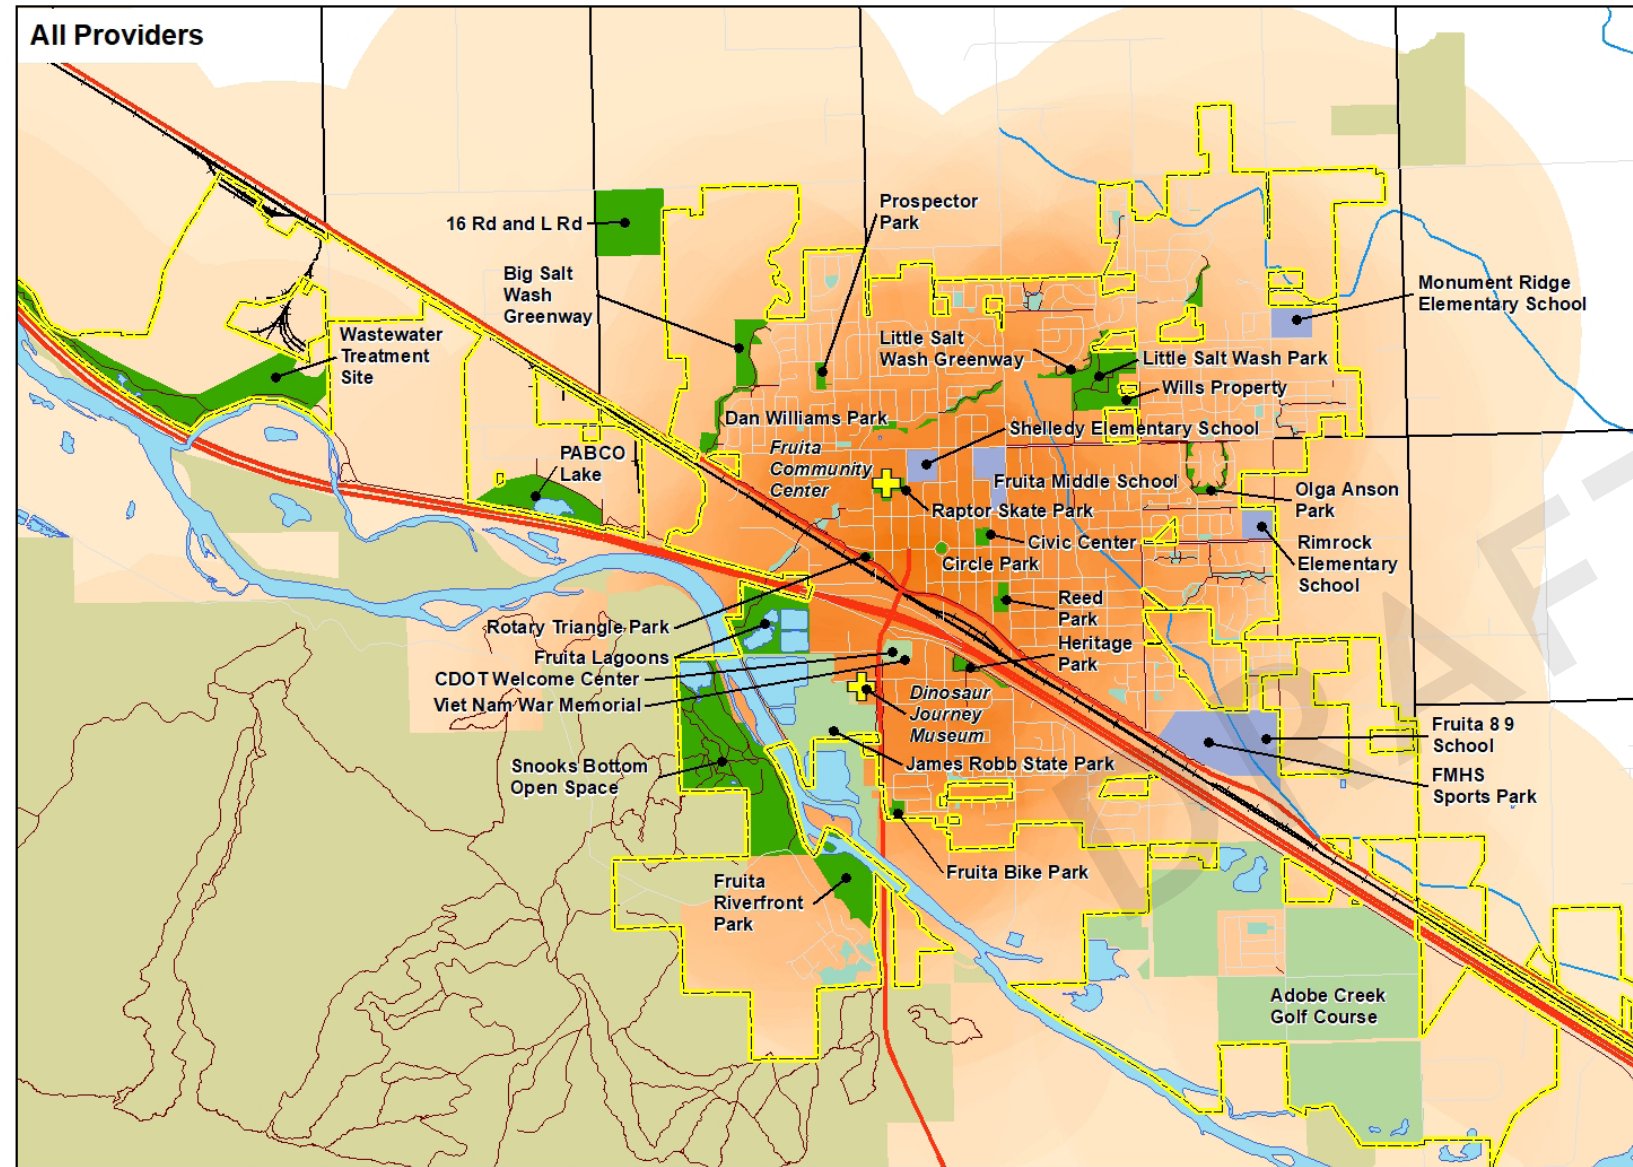 All Providers
16 Rd and L Rd
Prospector
Park
Big Salt
Wash
Greenway
Monument Ridge
Elementary School
Wastewater
Treatment
Site
Little Salt
Wash Greenway
Little Salt Wash Park
Wills Property
Dan Williams Park
Shelledy Elementary School
Fruita
Community
Center
PABCO
Lake
Fruita Middle School
Olga Anson
Park
Raptor Skate Park
Civic Center
Rimrock
Elementary
School
Circle Park
Reed
Park
Rotary Triangle Park
Heritage
Park
Fruita Lagoons
CDOT Welcome Center
Viet Nam War Memorial
Dinosaur
Journey
Museum
Fruita 8 9
School
Snooks Bottom
Open Space
James Robb State Park
FMHS
Sports Park
Fruita Bike Park
Fruita
Riverfront
Park
Adobe Creek
Golf Course
DRAFT